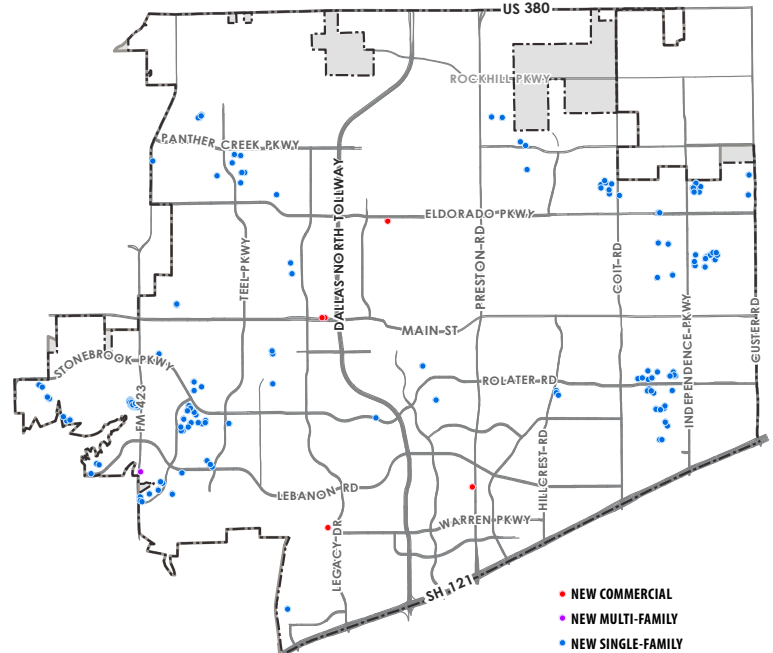 US 380
ROCKHILL PKWY
PANTHER CREEK PKWY
DALLAS NORTH TOLLWAY
ELDORADO PKWY
TEEL PKWY
PRESTON RD
COIT RD
INDEPENDENCE PKWY
CUSTER RD
MAIN ST
STONEBROOK PKWY
ROLATER RD
FM 423
HILLCREST RD
LEBANON RD
LEGACY DR
WARREN PKWY
SH 121
NEW COMMERCIAL
NEW MULTI-FAMILY
NEW SINGLE-FAMILY